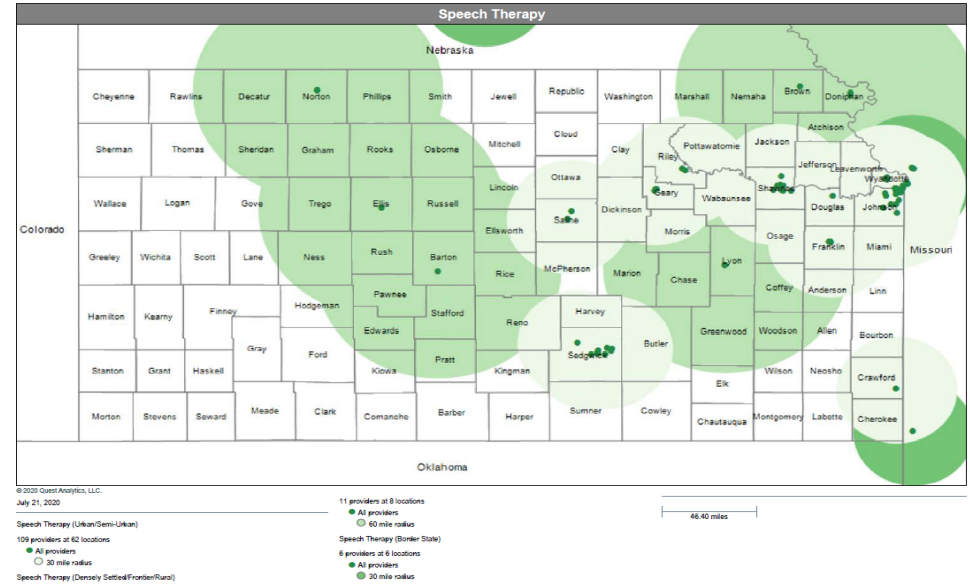 Speech Therapy
Nebraska
Cheyenne Rawlins Decatur Norton Phillips Smith Jewell Republic Washington Marshall Nemaha Brown Doniphan
Cloud Atchison
Sherman Thomas Sheridan Graham Rooks Osborne Mitchell Clay Riley Pottawatomie Jackson Jefferson Leavenworth
Ottawa Wyandotte
Wallace Logan Gove Trego Ellis Russell Lincoln Dickinson Geary Wabaunsee Shawnee Douglas Johnson
Saline
Colorado Ellsworth Morris Osage Missouri
Greeley Wichita Scott Lane Ness Rush Barton Rice McPherson Marion Chase Lyon Franklin Miami
Hamilton Kearny Finney Hodgeman Pawnee Stafford Reno Harvey Coffey Anderson Linn
Gray Ford Edwards Pratt Sedgwick Butler Greenwood Woodson Allen Bourbon
Stanton Grant Haskell Kiowa Kingman Elk Wilson Neosho Crawford
Morton Stevens Seward Meade Clark Comanche Barber Harper Sumner Cowley Chautauqua Montgomery Labette Cherokee
Oklahoma
© 2020 Quest Analytics, LLC.
July 21, 2020
Speech Therapy (Urban/Semi-Urban)
109 providers at 62 locations
All providers
30 mile radius
Speech Therapy (Densely Settled/Frontier/Rural)
11 providers at 8 locations
All providers
60 mile radius
Speech Therapy (Border State)
6 providers at 6 locations
All providers
30 mile radius
46.40 miles